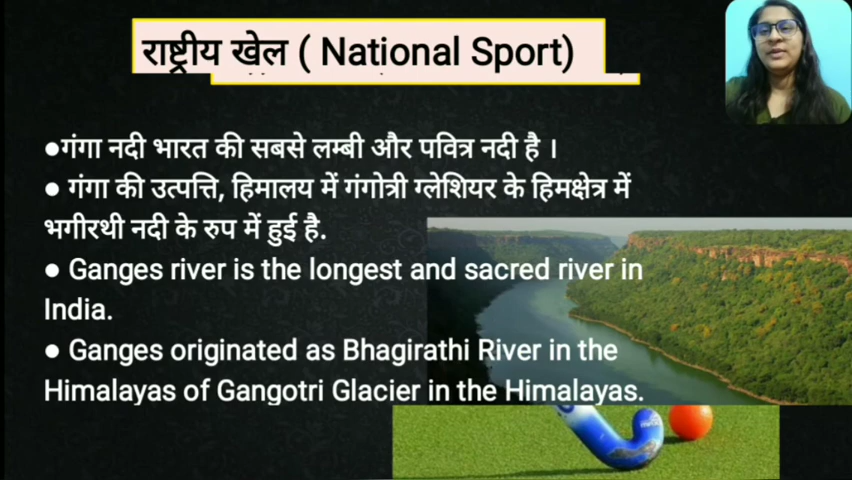 राष्ट्रीय खेल ( National Sport)
●गंगा नदी भारत की सबसे लम्बी और पवित्र नदी है ।
● गंगा की उत्पत्ति, हिमालय में गंगोत्री ग्लेशियर के हिमक्षेत्र में
भगीरथी नदी के रुप में हुई है.
● Ganges river is the longest and sacred river in
India.
● Ganges originated as Bhagirathi River in the
Himalayas of Gangotri Glacier in the Himalayas.